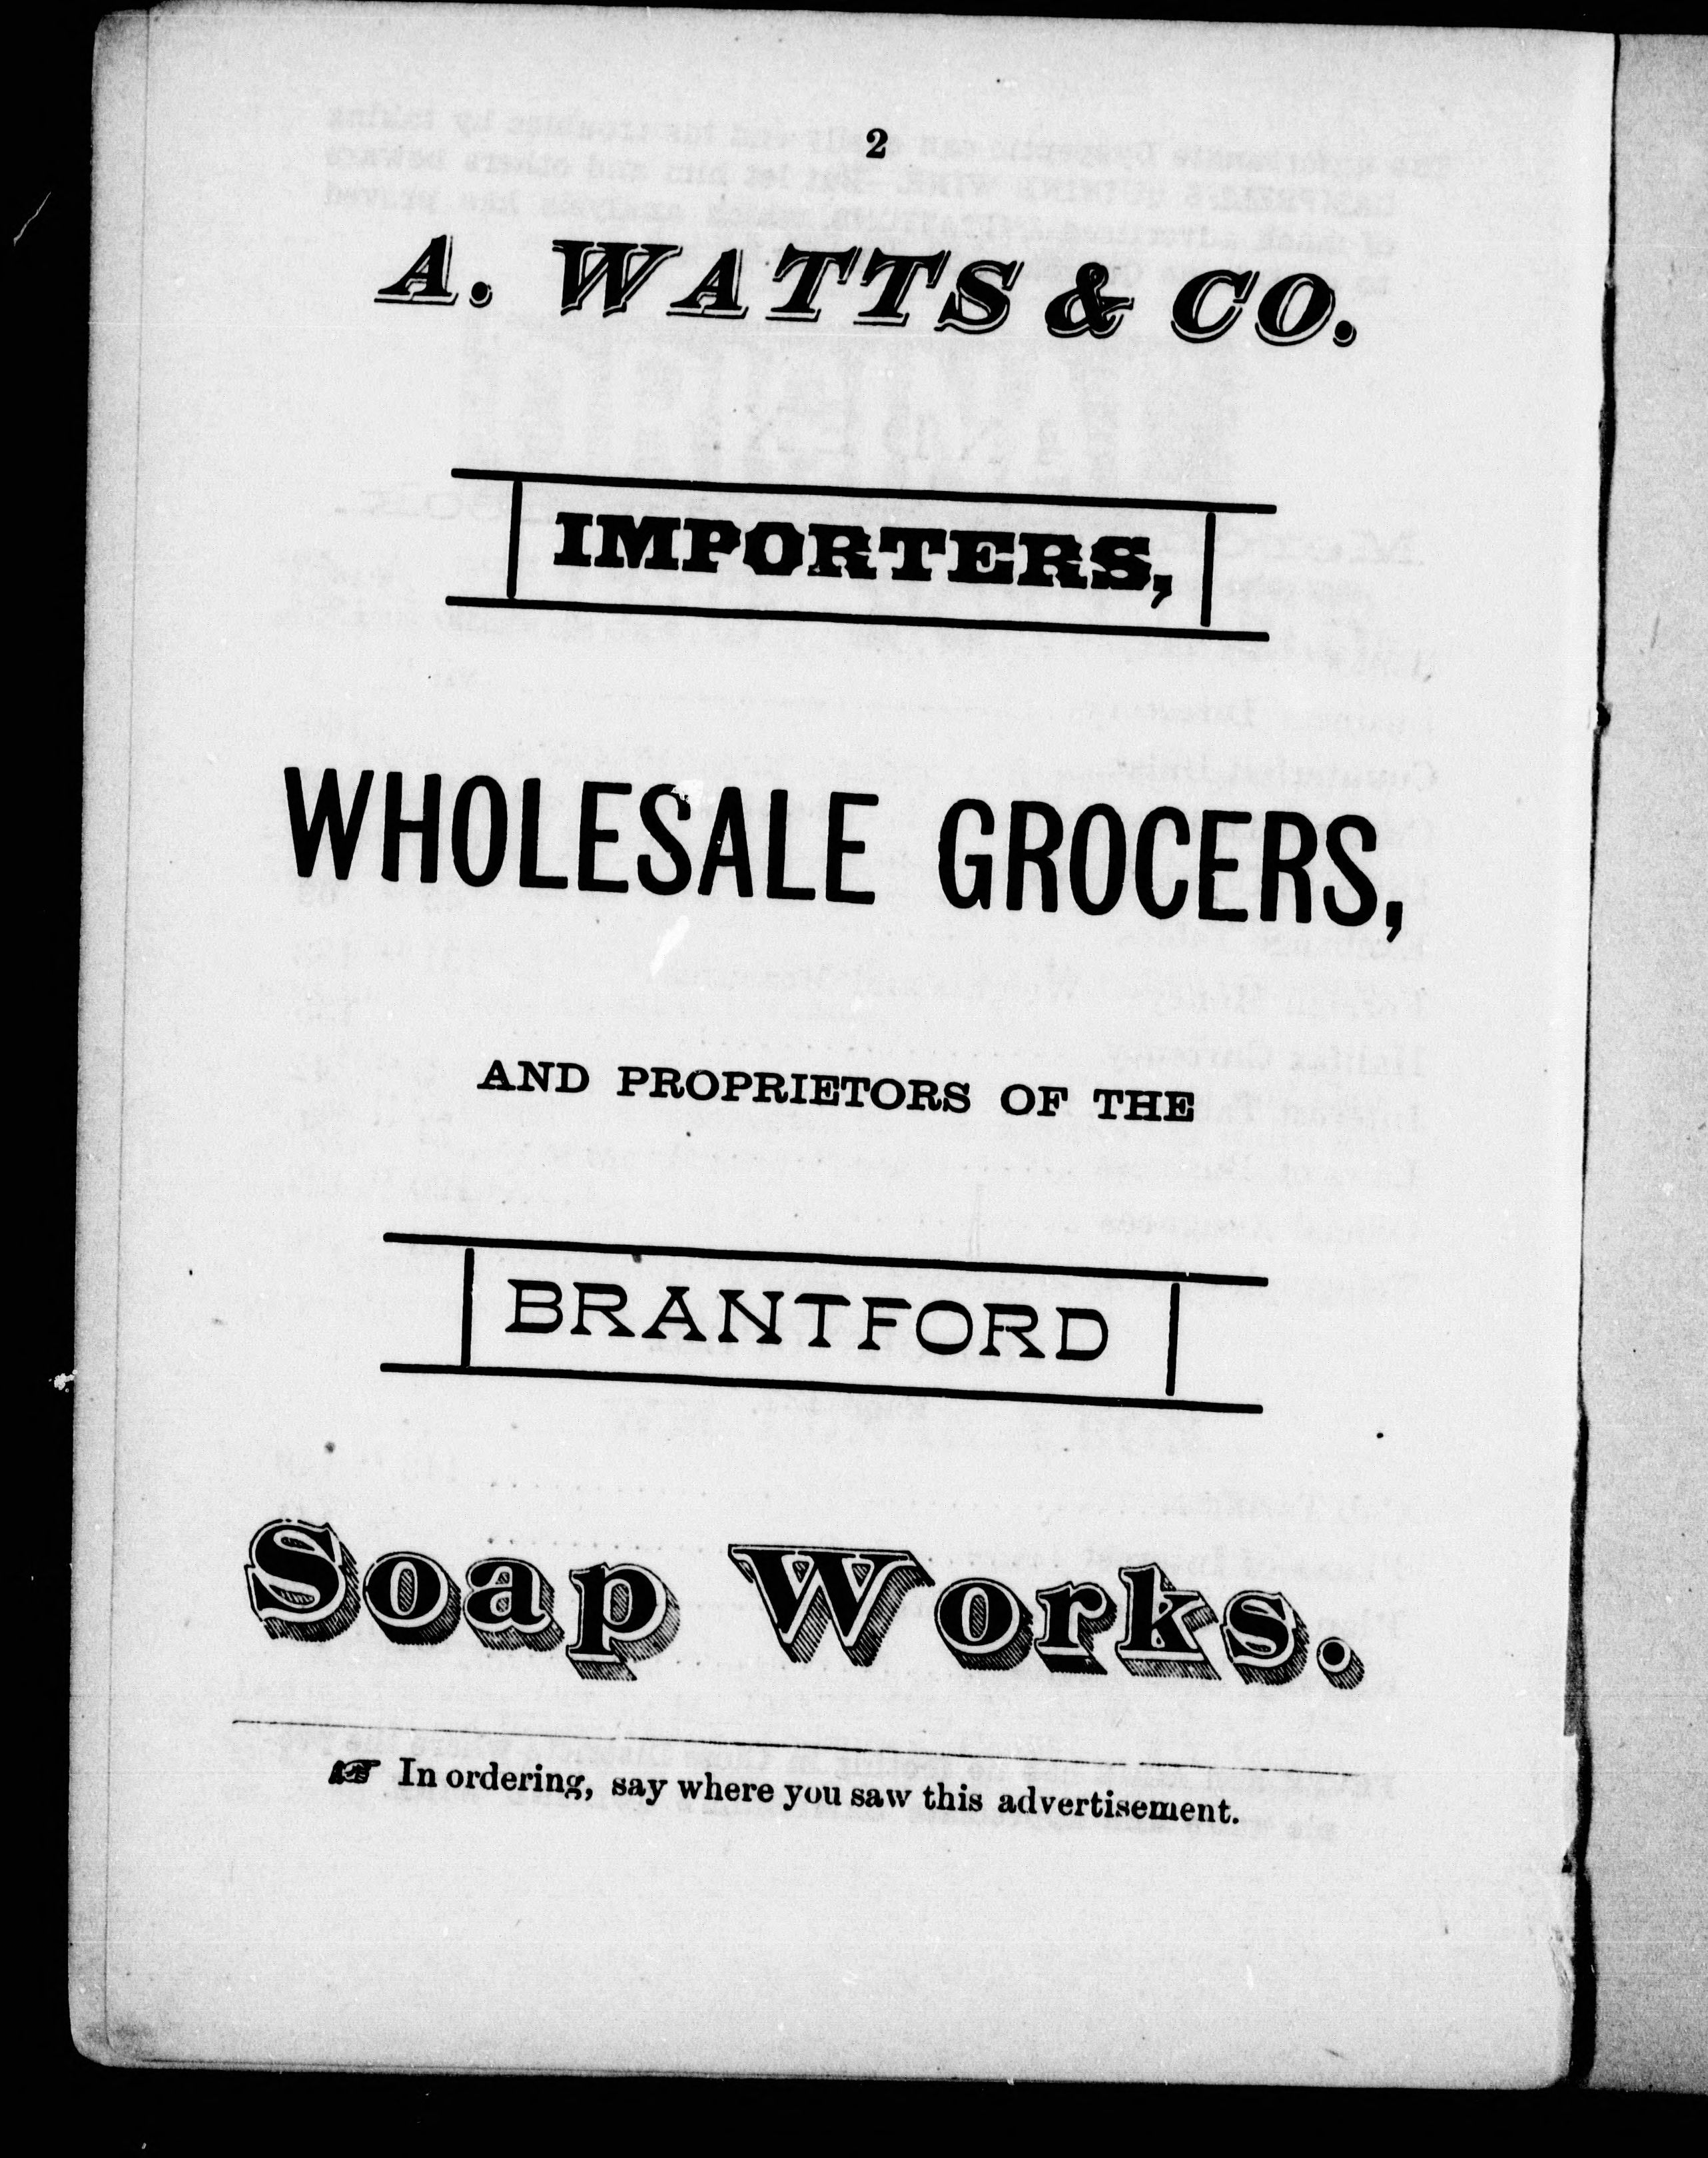 2
A. WATTS & CO.
IMPORTERS,
WHOLESALE GROCERS,
AND PROPRIETORS OF THE
BRANTFORD
Soap Works.
☞ In ordering, say where you saw this advertisement.